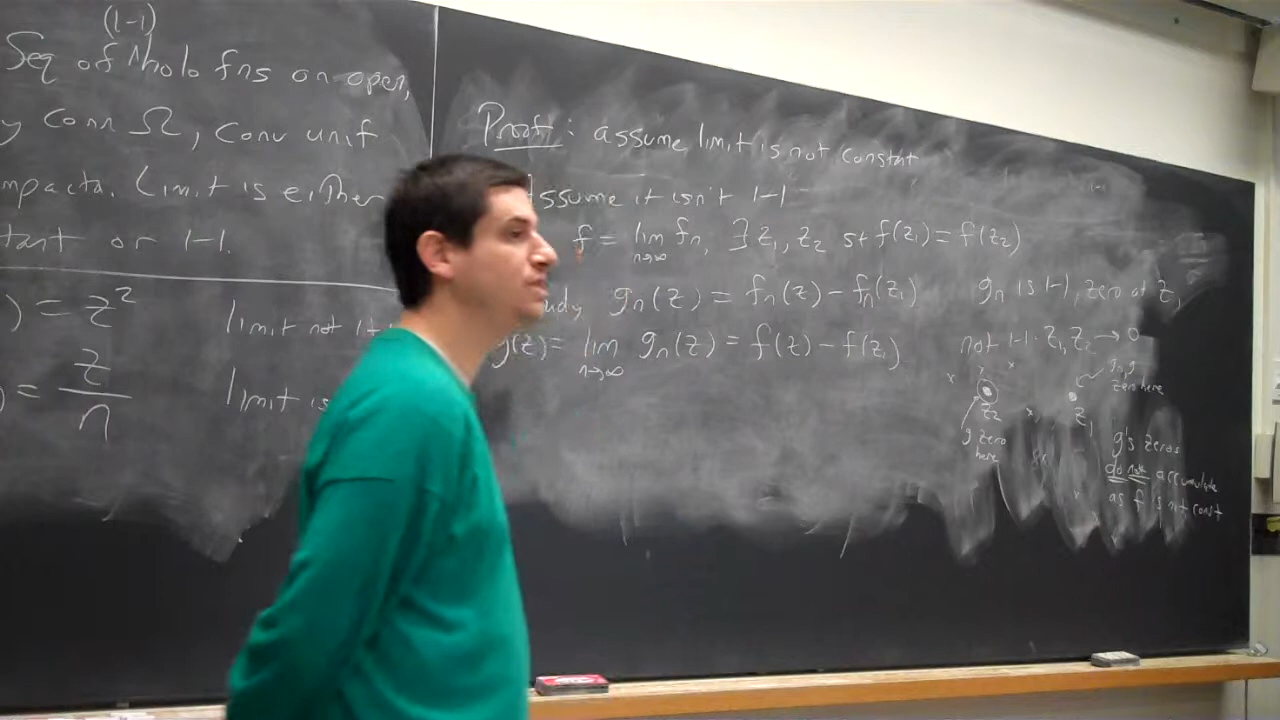 (1-1)
Seq of holo fns on open,
y conn Ω, conv unif
mpacta. Limit is either
tant or 1-1.
) = z²
limit not 1
) = z/n
limit is
Proof: assume limit is not constant
Assume it isn't 1-1
f = lim n→∞ fn, ∃ z₁, z₂ st f(z₁) = f(z₂)
udy gn(z) = fn(z) - fn(z₁)
g(z) = lim n→∞ gn(z) = f(z) - f(z₁)
gn is 1-1, zero at z₁
not 1-1: z₁, z₂ → 0
gn, g
zero here
z₂
z₁
g zero
here
g's zeros
do not accumulate
as f is not const